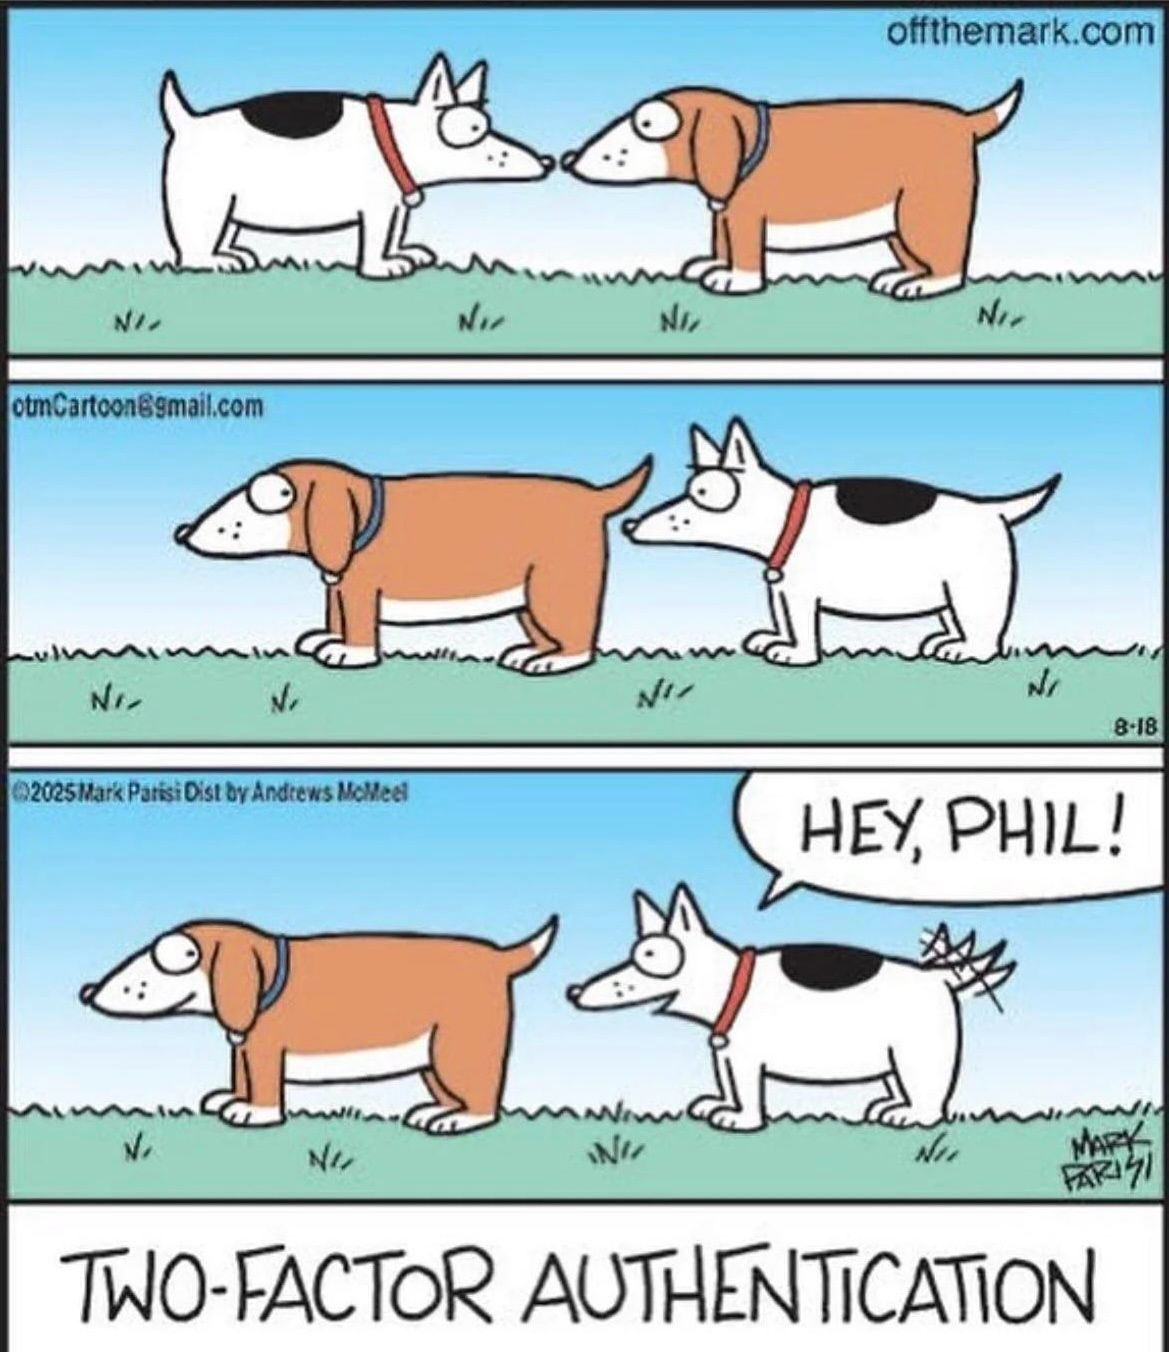 offthemark.com
otmCartoon@gmail.com
8-18
©2025 Mark Parisi Dist by Andrews McMeel
HEY, PHIL!
MARK
PARISI
TWO-FACTOR AUTHENTICATION